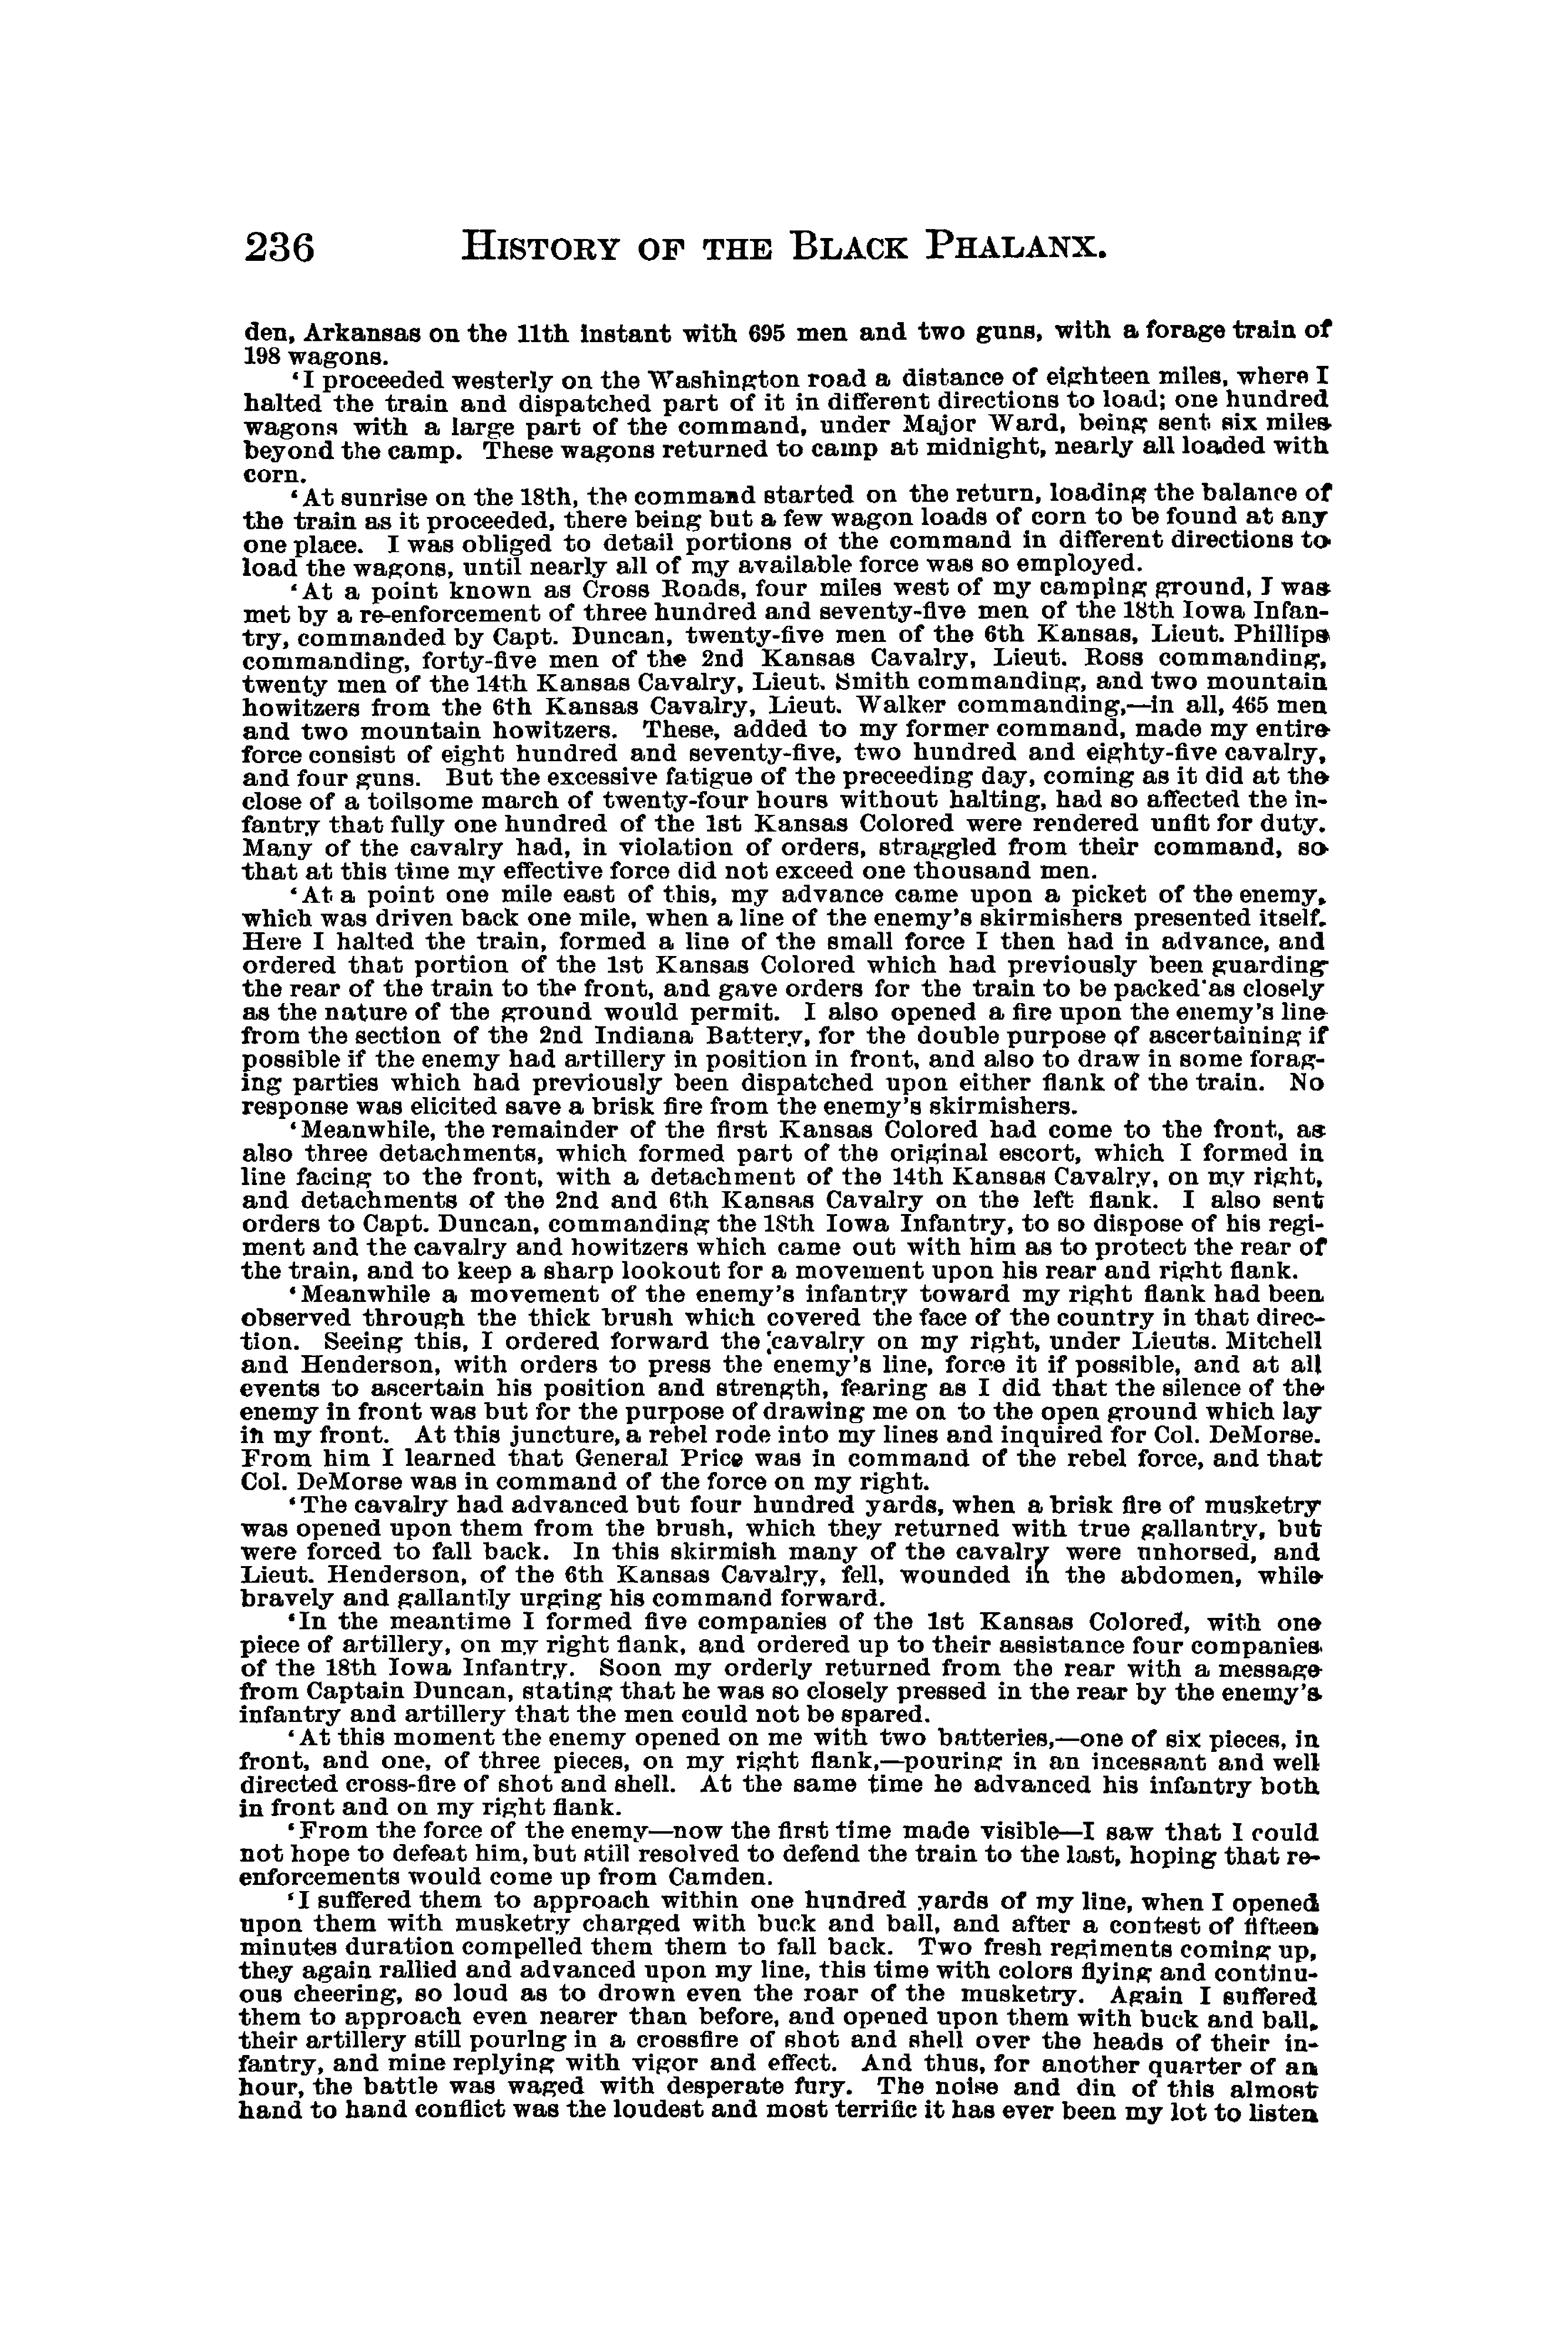 236 HISTORY OF THE BLACK PHALANX.
den, Arkansas on the 11th instant with 695 men and two guns, with a forage train of
198 wagons.
‘I proceeded westerly on the Washington road a distance of eighteen miles, where I
halted the train and dispatched part of it in different directions to load; one hundred
wagons with a large part of the command, under Major Ward, being sent six miles
beyond the camp. These wagons returned to camp at midnight, nearly all loaded with
corn.
‘At sunrise on the 18th, the command started on the return, loading the balance of
the train as it proceeded, there being but a few wagon loads of corn to be found at any
one place. I was obliged to detail portions of the command in different directions to
load the wagons, until nearly all of my available force was so employed.
‘At a point known as Cross Roads, four miles west of my camping ground, I was
met by a re-enforcement of three hundred and seventy-five men of the 18th Iowa Infan-
try, commanded by Capt. Duncan, twenty-five men of the 6th Kansas, Lieut. Phillips
commanding, forty-five men of the 2nd Kansas Cavalry, Lieut. Ross commanding,
twenty men of the 14th Kansas Cavalry, Lieut. Smith commanding, and two mountain
howitzers from the 6th Kansas Cavalry, Lieut. Walker commanding,—in all, 465 men
and two mountain howitzers. These, added to my former command, made my entire
force consist of eight hundred and seventy-five, two hundred and eighty-five cavalry,
and four guns. But the excessive fatigue of the preceeding day, coming as it did at the
close of a toilsome march of twenty-four hours without halting, had so affected the in-
fantry that fully one hundred of the 1st Kansas Colored were rendered unfit for duty.
Many of the cavalry had, in violation of orders, straggled from their command, so
that at this time my effective force did not exceed one thousand men.
‘At a point one mile east of this, my advance came upon a picket of the enemy,
which was driven back one mile, when a line of the enemy's skirmishers presented itself.
Here I halted the train, formed a line of the small force I then had in advance, and
ordered that portion of the 1st Kansas Colored which had previously been guarding
the rear of the train to the front, and gave orders for the train to be packed as closely
as the nature of the ground would permit. I also opened a fire upon the enemy's line
from the section of the 2nd Indiana Battery, for the double purpose of ascertaining if
possible if the enemy had artillery in position in front, and also to draw in some forag-
ing parties which had previously been dispatched upon either flank of the train. No
response was elicited save a brisk fire from the enemy's skirmishers.
‘Meanwhile, the remainder of the first Kansas Colored had come to the front, as
also three detachments, which formed part of the original escort, which I formed in
line facing to the front, with a detachment of the 14th Kansas Cavalry, on my right,
and detachments of the 2nd and 6th Kansas Cavalry on the left flank. I also sent
orders to Capt. Duncan, commanding the 18th Iowa Infantry, to so dispose of his regi-
ment and the cavalry and howitzers which came out with him as to protect the rear of
the train, and to keep a sharp lookout for a movement upon his rear and right flank.
‘Meanwhile a movement of the enemy's infantry toward my right flank had been
observed through the thick brush which covered the face of the country in that direc-
tion. Seeing this, I ordered forward the cavalry on my right, under Lieuts. Mitchell
and Henderson, with orders to press the enemy's line, force it if possible, and at all
events to ascertain his position and strength, fearing as I did that the silence of the
enemy in front was but for the purpose of drawing me on to the open ground which lay
in my front. At this juncture, a rebel rode into my lines and inquired for Col. DeMorse.
From him I learned that General Price was in command of the rebel force, and that
Col. DeMorse was in command of the force on my right.
‘The cavalry had advanced but four hundred yards, when a brisk fire of musketry
was opened upon them from the brush, which they returned with true gallantry, but
were forced to fall back. In this skirmish many of the cavalry were unhorsed, and
Lieut. Henderson, of the 6th Kansas Cavalry, fell, wounded in the abdomen, while
bravely and gallantly urging his command forward.
‘In the meantime I formed five companies of the 1st Kansas Colored, with one
piece of artillery, on my right flank, and ordered up to their assistance four companies
of the 18th Iowa Infantry. Soon my orderly returned from the rear with a message
from Captain Duncan, stating that he was so closely pressed in the rear by the enemy's
infantry and artillery that the men could not be spared.
‘At this moment the enemy opened on me with two batteries,—one of six pieces, in
front, and one, of three pieces, on my right flank,—pouring in an incessant and well
directed cross-fire of shot and shell. At the same time he advanced his infantry both
in front and on my right flank.
‘From the force of the enemy—now the first time made visible—I saw that I could
not hope to defeat him, but still resolved to defend the train to the last, hoping that re-
enforcements would come up from Camden.
‘I suffered them to approach within one hundred yards of my line, when I opened
upon them with musketry charged with buck and ball, and after a contest of fifteen
minutes duration compelled them them to fall back. Two fresh regiments coming up,
they again rallied and advanced upon my line, this time with colors flying and continu-
ous cheering, so loud as to drown even the roar of the musketry. Again I suffered
them to approach even nearer than before, and opened upon them with buck and ball,
their artillery still pouring in a crossfire of shot and shell over the heads of their in-
fantry, and mine replying with vigor and effect. And thus, for another quarter of an
hour, the battle was waged with desperate fury. The noise and din of this almost
hand to hand conflict was the loudest and most terrific it has ever been my lot to listen